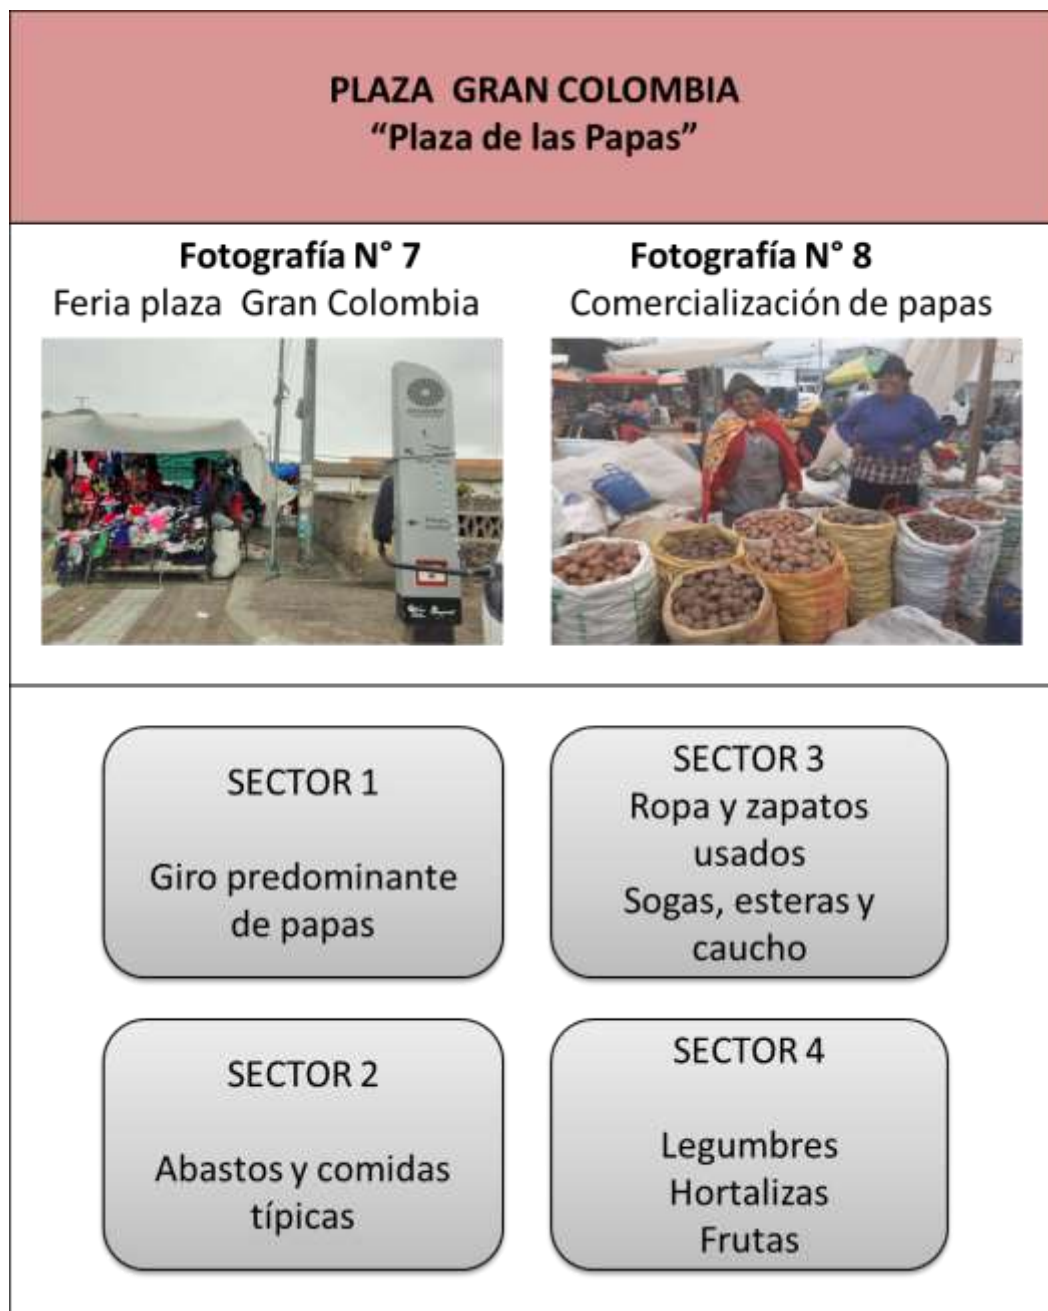 PLAZA GRAN COLOMBIA
“Plaza de las Papas”
Fotografía N° 7
Feria plaza Gran Colombia
Fotografía N° 8
Comercialización de papas
SECTOR 1
Giro predominante
de papas
SECTOR 3
Ropa y zapatos
usados
Sogas, esteras y
caucho
SECTOR 2
Abastos y comidas
típicas
SECTOR 4
Legumbres
Hortalizas
Frutas